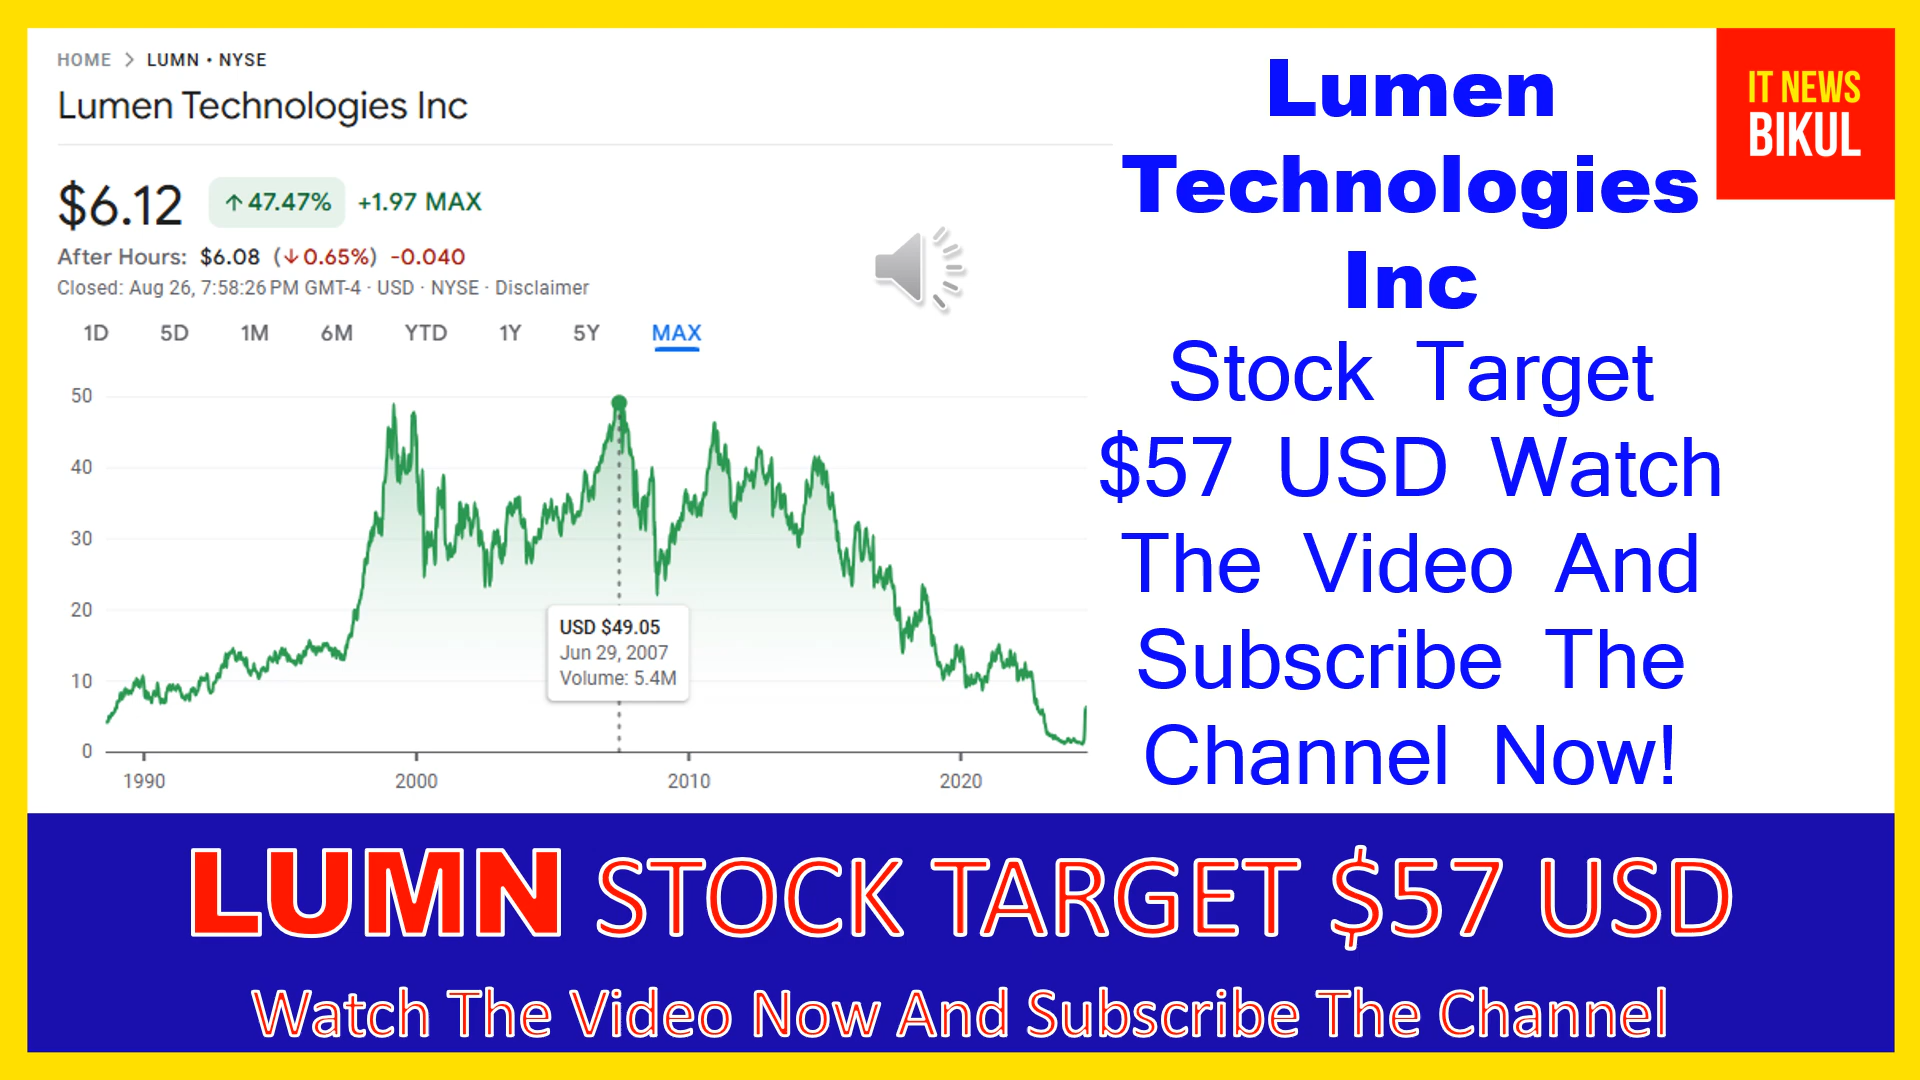 HOME > LUMN • NYSE
Lumen Technologies Inc
$6.12 ↑47.47% +1.97 MAX
After Hours: $6.08 (↓0.65%) -0.040
Closed: Aug 26, 7:58:26 PM GMT-4 · USD · NYSE · Disclaimer
1D 5D 1M 6M YTD 1Y 5Y MAX
50
40
30
20
10
0
USD $49.05
Jun 29, 2007
Volume: 5.4M
1990 2000 2010 2020
Lumen
Technologies
Inc
Stock Target
$57 USD Watch
The Video And
Subscribe The
Channel Now!
IT NEWS
BIKUL
LUMN STOCK TARGET $57 USD
Watch The Video Now And Subscribe The Channel